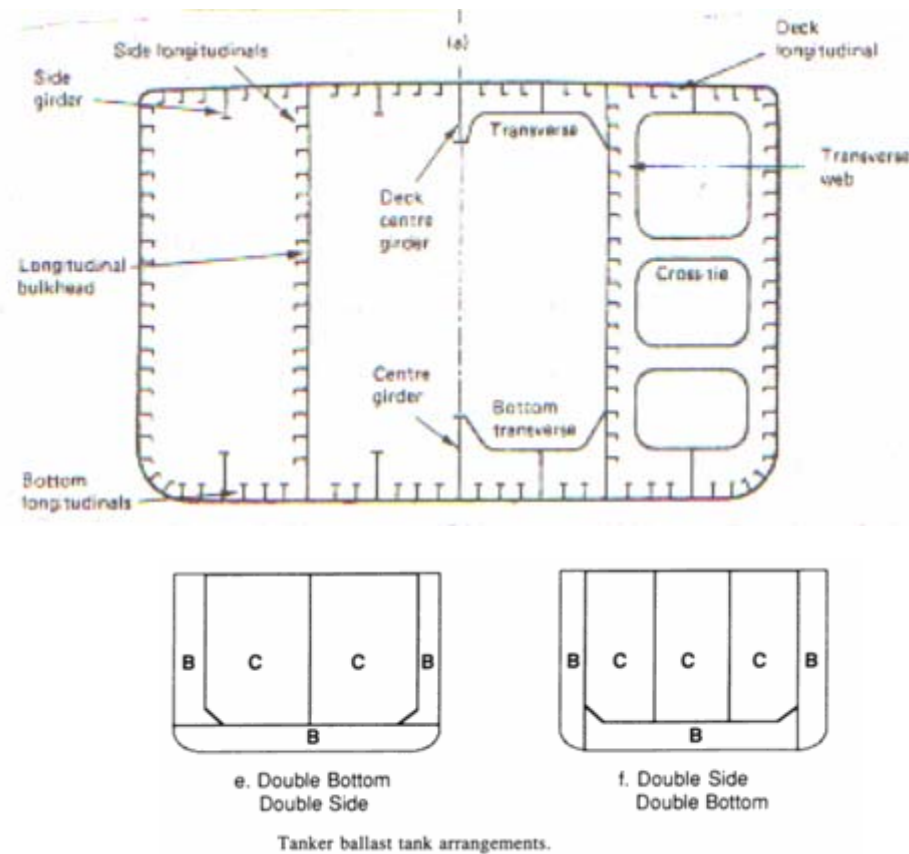 (a)
Deck
longitudinal
Side longitudinals
Side
girder
Transverse
Transverse
web
Deck
centre
girder
Longitudinal
bulkhead
Cross-tie
Centre
girder
Bottom
transverse
Bottom
longitudinals
B
C
C
B
B
B
C
C
C
B
B
e. Double Bottom
Double Side
f. Double Side
Double Bottom
Tanker ballast tank arrangements.